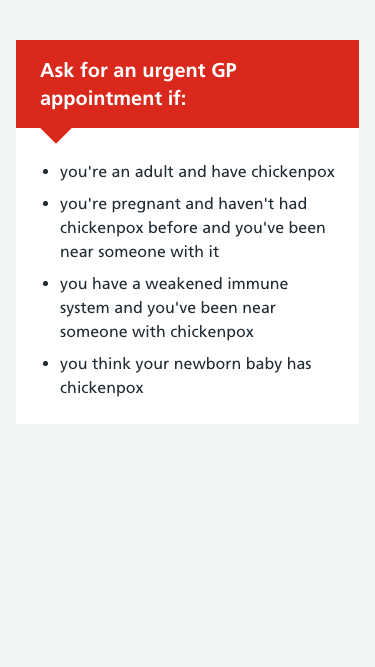 Ask for an urgent GP
appointment if:
• you're an adult and have chickenpox
• you're pregnant and haven't had
chickenpox before and you've been
near someone with it
• you have a weakened immune
system and you've been near
someone with chickenpox
• you think your newborn baby has
chickenpox